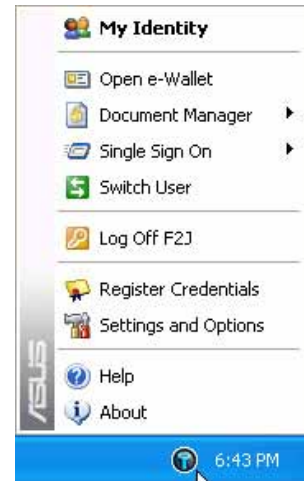 My Identity
Open e-Wallet
Document Manager
Single Sign On
Switch User
Log Off F2J
Register Credentials
Settings and Options
Help
About
ASUS
6:43 PM